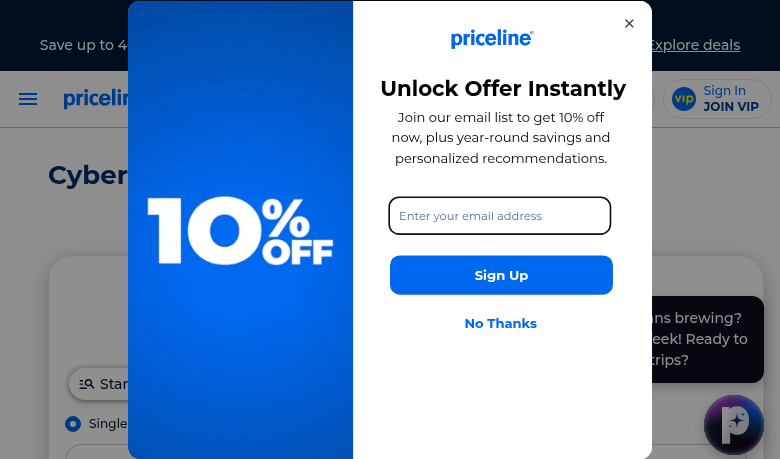 Save up to 4
Explore deals
priceline
Sign In
JOIN VIP
vip
Cyber
Star
Single
ans brewing?
eek! Ready to
trips?
10% OFF
×
priceline®
Unlock Offer Instantly
Join our email list to get 10% off
now, plus year-round savings and
personalized recommendations.
Enter your email address
Sign Up
No Thanks
p